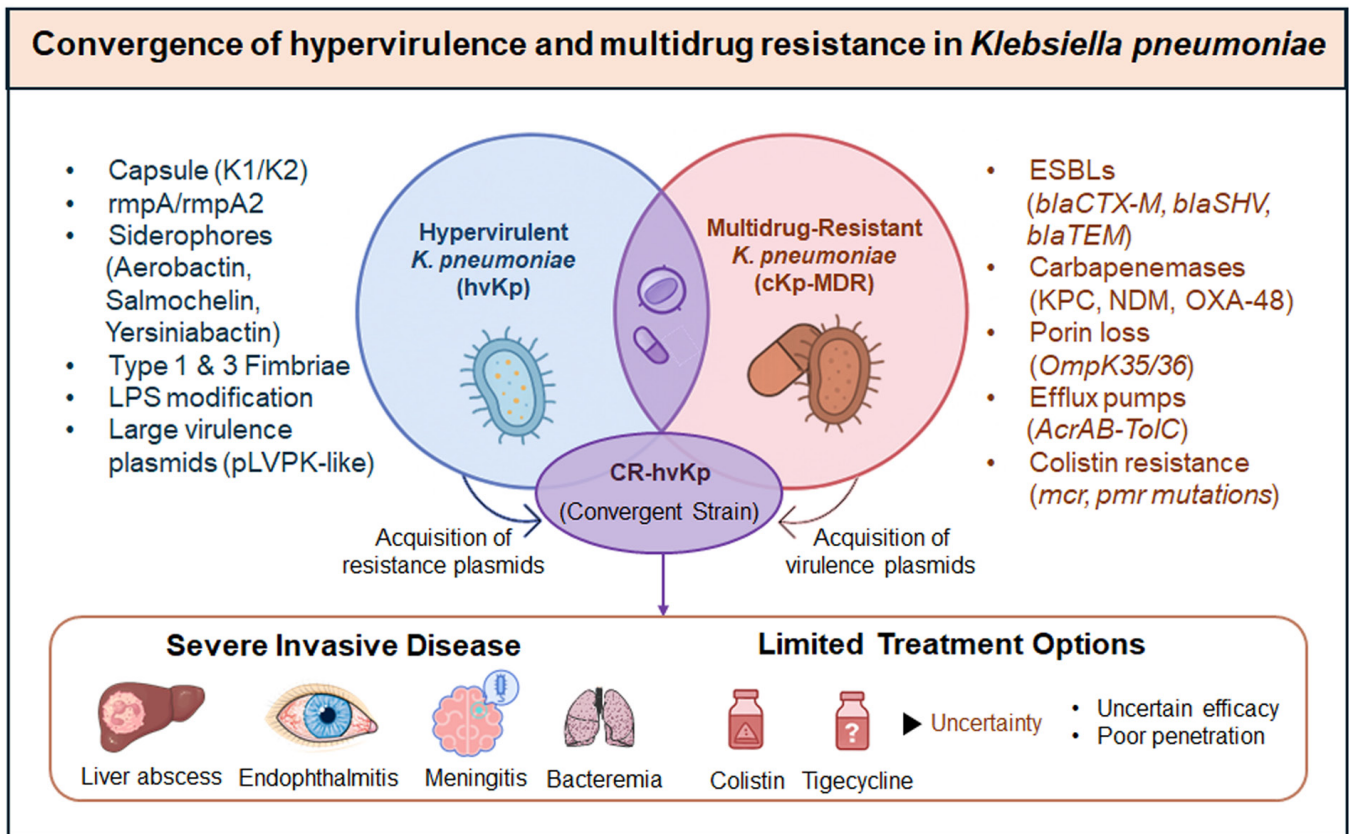 Convergence of hypervirulence and multidrug resistance in Klebsiella pneumoniae
• Capsule (K1/K2)
• rmpA/rmpA2
• Siderophores
(Aerobactin,
Salmochelin,
Yersiniabactin)
• Type 1 & 3 Fimbriae
• LPS modification
• Large virulence
plasmids (pLVPK-like)
Hypervirulent
K. pneumoniae
(hvKp)
Multidrug-Resistant
K. pneumoniae
(cKp-MDR)
• ESBLs
(blaCTX-M, blaSHV,
blaTEM)
• Carbapenemases
(KPC, NDM, OXA-48)
• Porin loss
(OmpK35/36)
• Efflux pumps
(AcrAB-TolC)
• Colistin resistance
(mcr, pmr mutations)
CR-hvKp
(Convergent Strain)
Acquisition of
resistance plasmids
Acquisition of
virulence plasmids
Severe Invasive Disease
Liver abscess
Endophthalmitis
Meningitis
Bacteremia
Limited Treatment Options
?
Colistin
Tigecycline
Uncertainty
• Uncertain efficacy
• Poor penetration